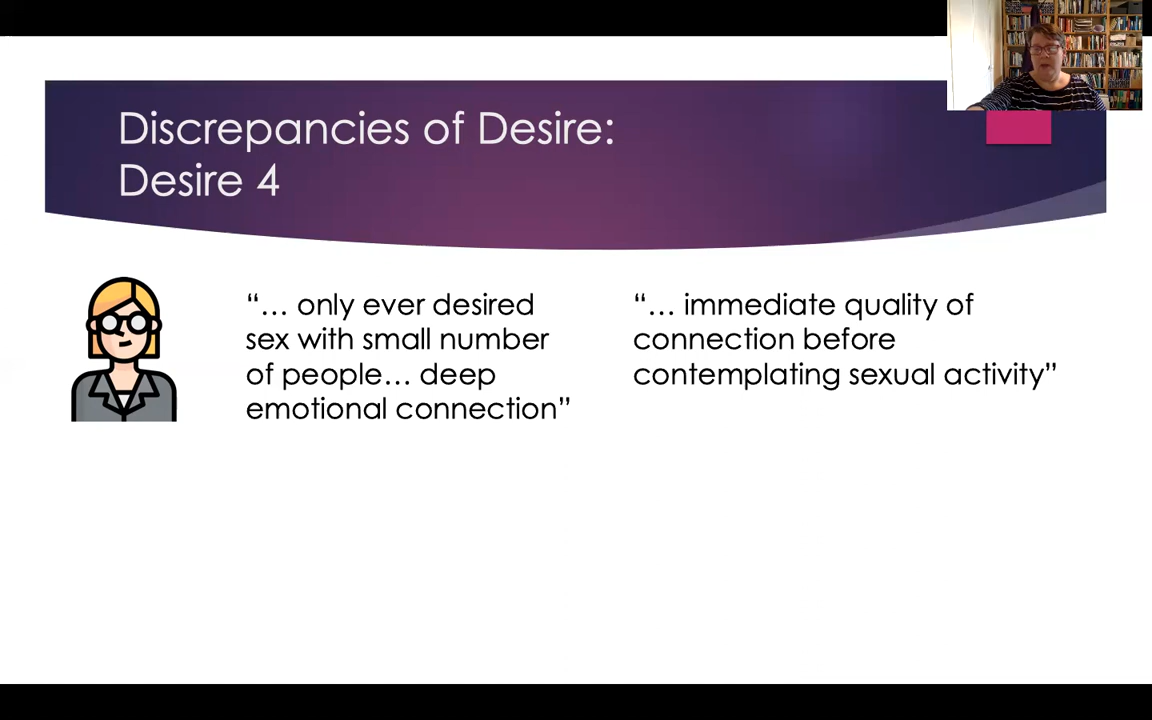 Discrepancies of Desire:
Desire 4
“… only ever desired
sex with small number
of people… deep
emotional connection”
“… immediate quality of
connection before
contemplating sexual activity”